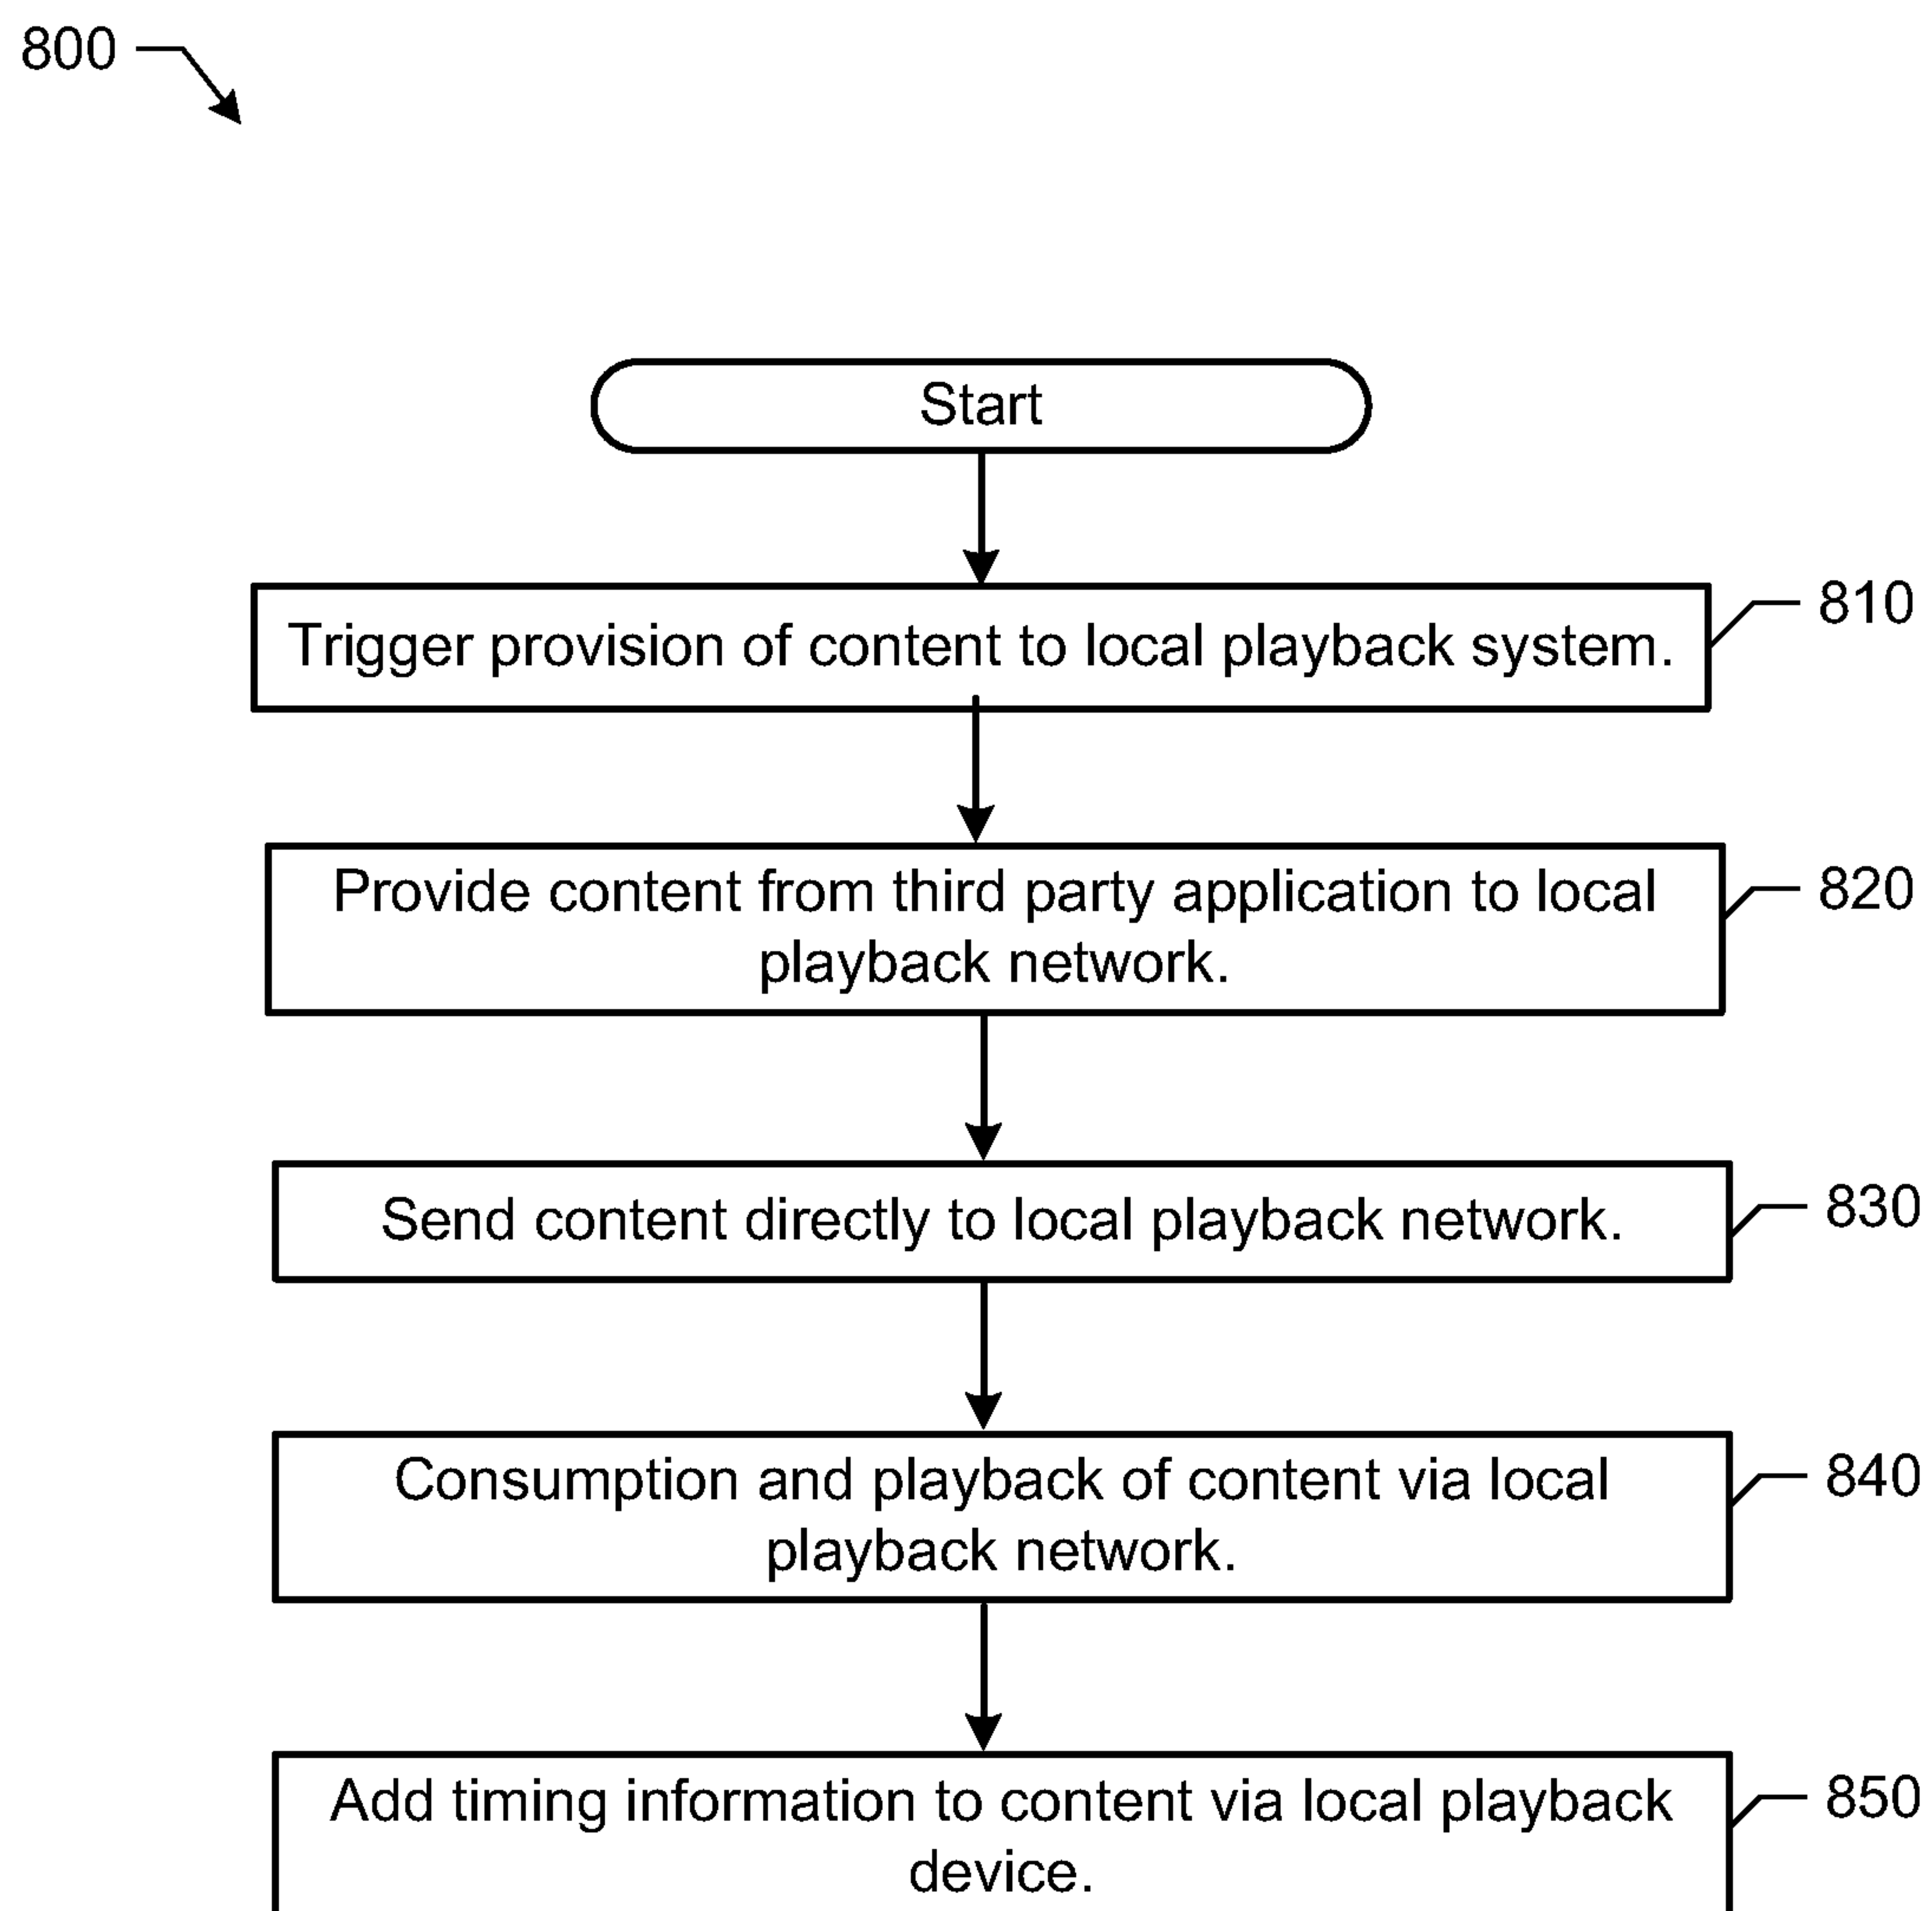 800
Start
Trigger provision of content to local playback system.
810
Provide content from third party application to local
playback network.
820
Send content directly to local playback network.
830
Consumption and playback of content via local
playback network.
840
Add timing information to content via local playback
device.
850